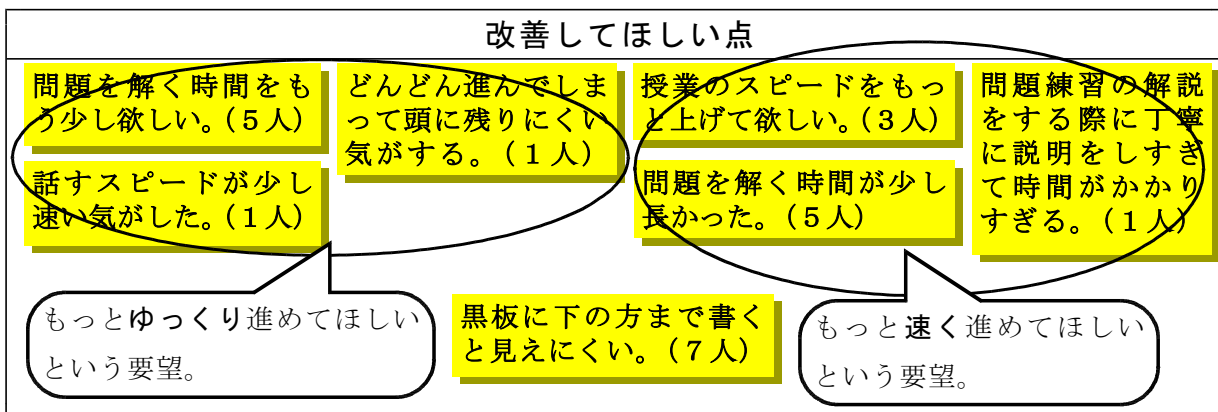 改善してほしい点
問題を解く時間をも
う少し欲しい。(5人)
話すスピードが少し
速い気がした。(1人)
どんどん進んでしま
って頭に残りにくい
気がする。(1人)
もっとゆっくり進めてほしい
という要望。
授業のスピードをもっ
と上げて欲しい。(3人)
問題を解く時間が少し
長かった。(5人)
問題練習の解説
をする際に丁寧
に説明をしすぎ
て時間がかかり
すぎる。(1人)
もっと速く進めてほしい
という要望。
黒板に下の方まで書く
と見えにくい。(7人)